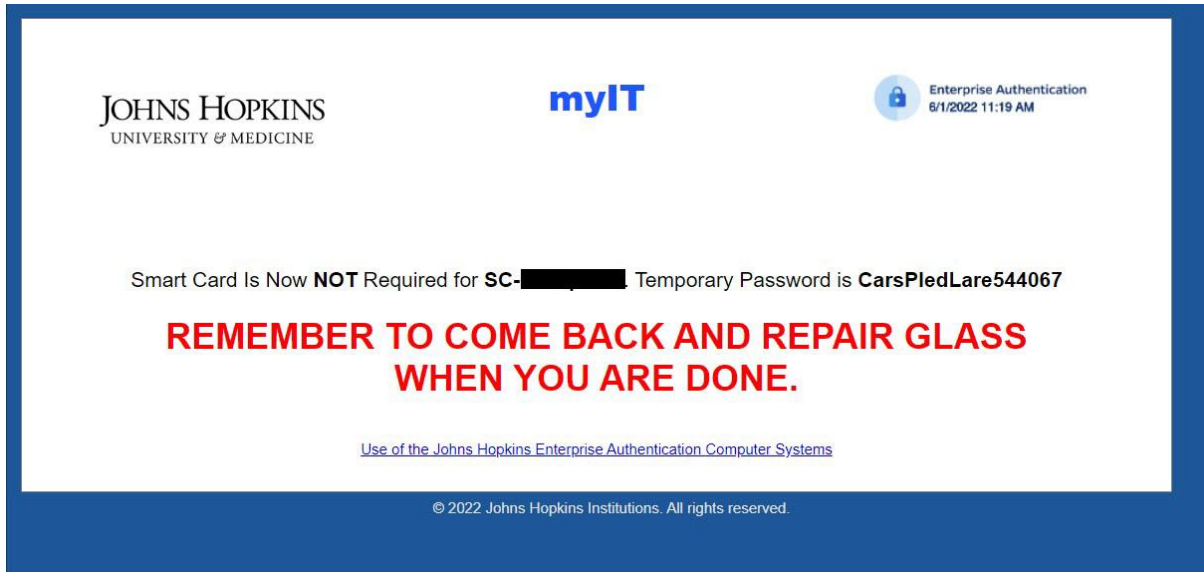 JOHNS HOPKINS
UNIVERSITY & MEDICINE
myIT
Enterprise Authentication
6/1/2022 11:19 AM
Smart Card Is Now NOT Required for SC- . Temporary Password is CarsPledLare544067
REMEMBER TO COME BACK AND REPAIR GLASS
WHEN YOU ARE DONE.
Use of the Johns Hopkins Enterprise Authentication Computer Systems
© 2022 Johns Hopkins Institutions. All rights reserved.